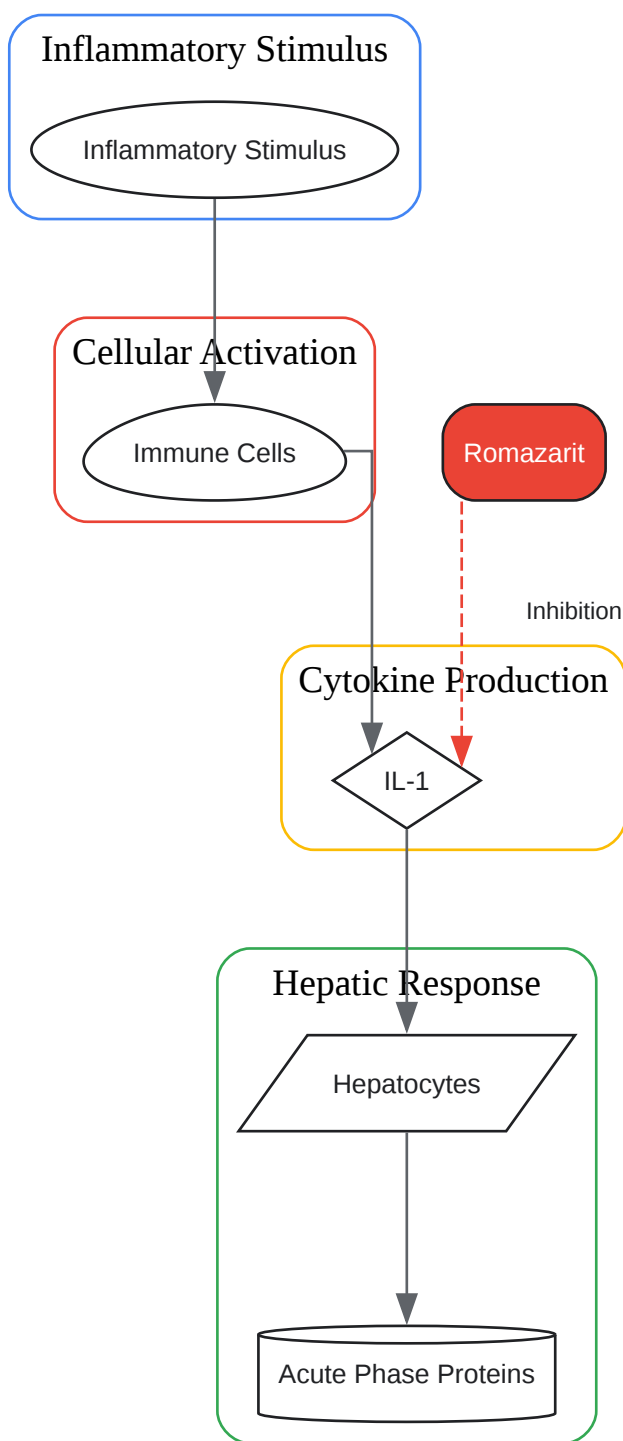 Inflammatory Stimulus
Inflammatory Stimulus
Cellular Activation
Immune Cells
Romazarit
Inhibition
Cytokine Production
IL-1
Hepatic Response
Hepatocytes
Acute Phase Proteins